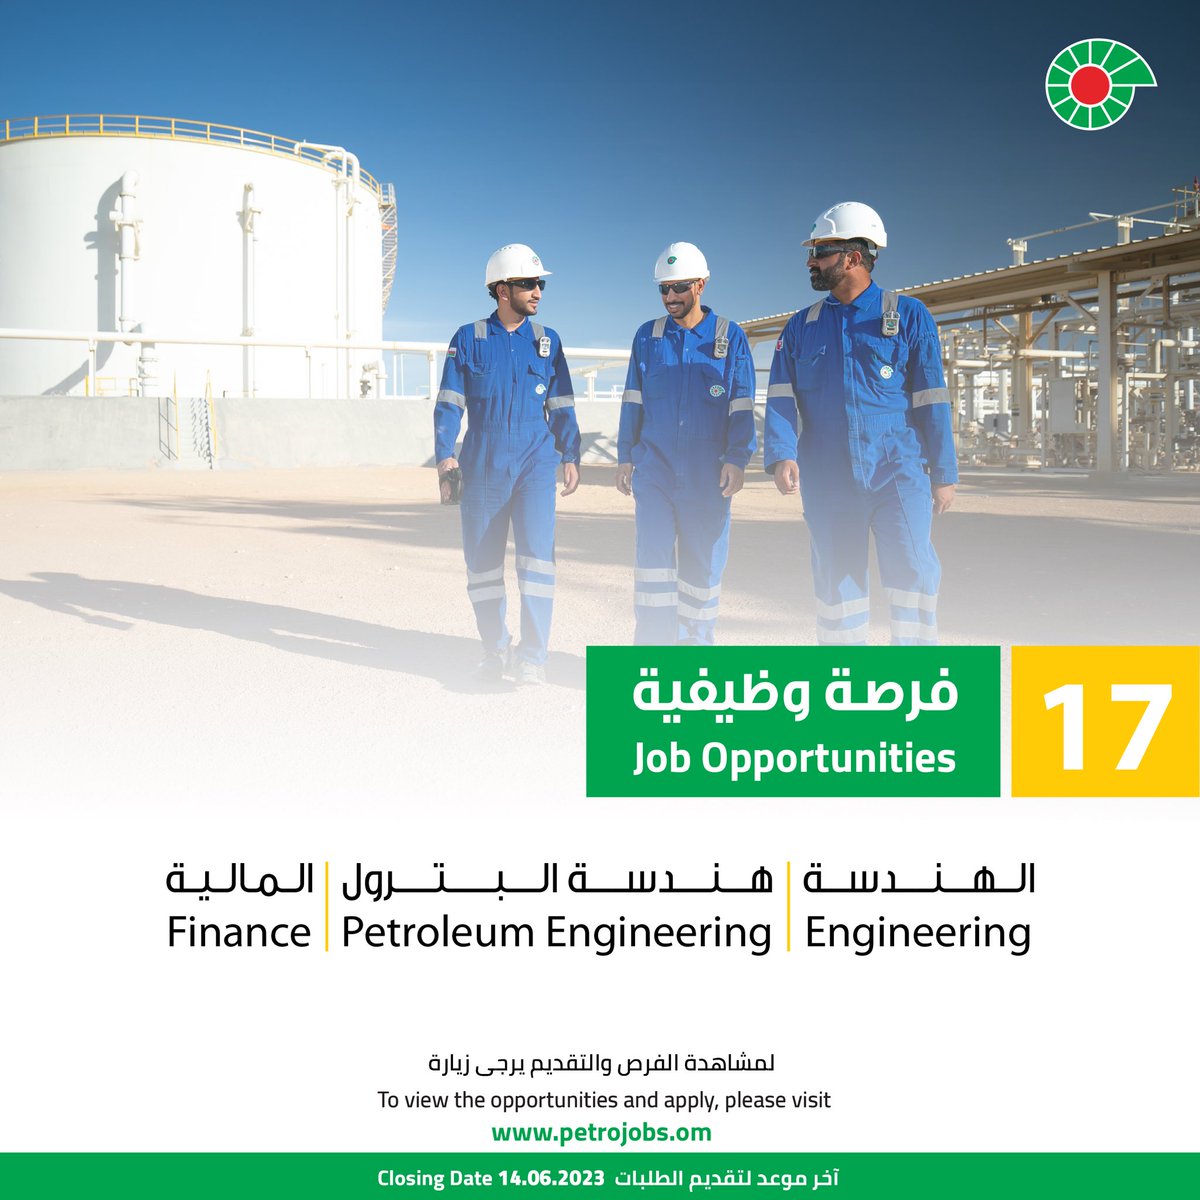 فرصة وظيفية
Job Opportunities
17
الهندسة | هندسة البترول | المالية
Finance | Petroleum Engineering | Engineering
لمشاهدة الفرص والتقديم يرجى زيارة
To view the opportunities and apply, please visit
www.petrojobs.om
Closing Date 14.06.2023 آخر موعد لتقديم الطلبات